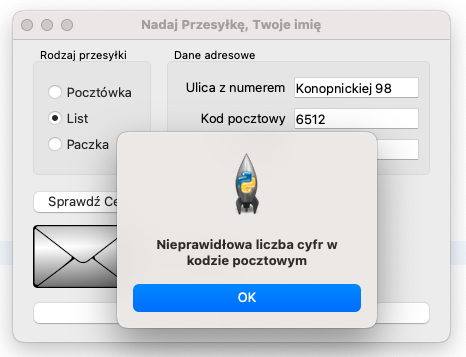 Nadaj Przesyłkę, Twoje imię
Rodzaj przesyłki
Pocztówka
List
Paczka
Dane adresowe
Ulica z numerem Konopnickiej 98
Kod pocztowy 6512
Sprawdź Ce
Nieprawidłowa liczba cyfr w
kodzie pocztowym
OK